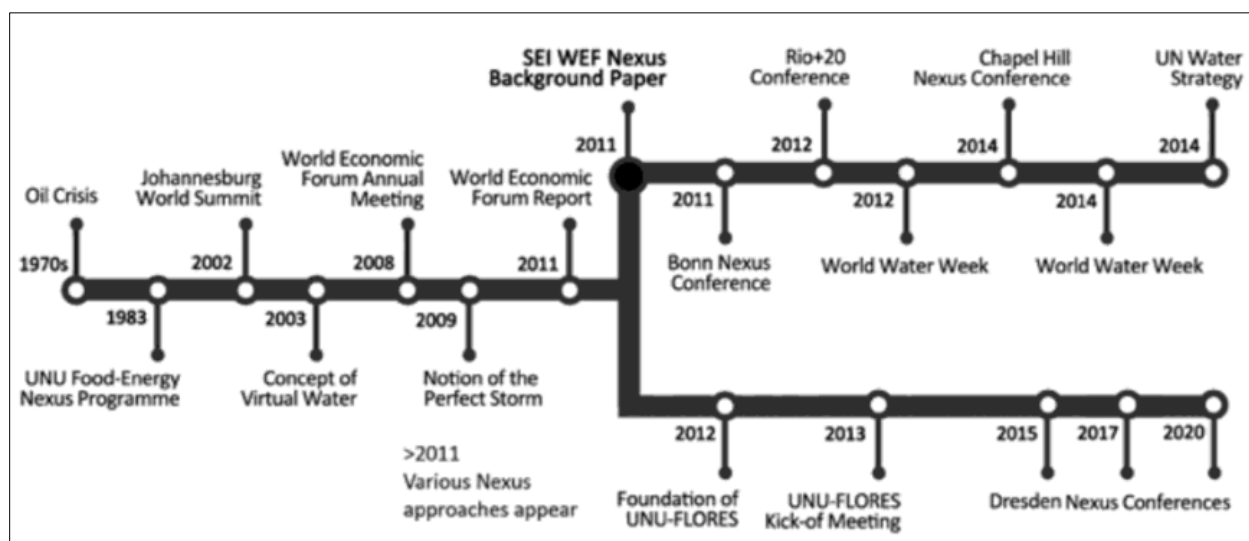 SEI WEF Nexus
Background Paper
2011
Rio+20
Conference
2012
Chapel Hill
Nexus Conference
2014
UN Water
Strategy
2014
2011
Bonn Nexus
Conference
2012
World Water Week
2014
World Water Week
Oil Crisis
1970s
Johannesburg
World Summit
2002
World Economic
Forum Annual
Meeting
2008
World Economic
Forum Report
2011
1983
UNU Food-Energy
Nexus Programme
2003
Concept of
Virtual Water
2009
Notion of the
Perfect Storm
>2011
Various Nexus
approaches appear
2012
Foundation of
UNU-FLORES
2013
UNU-FLORES
Kick-of Meeting
2015
2017
2020
Dresden Nexus Conferences